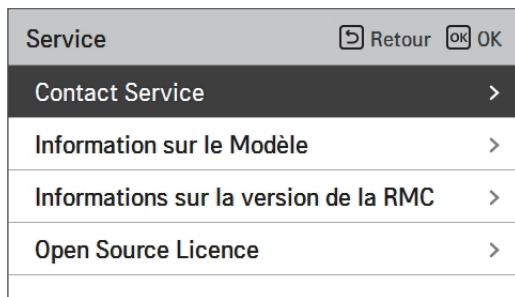 Service Retour OK OK
Contact Service
Information sur le Modèle
Informations sur la version de la RMC
Open Source Licence